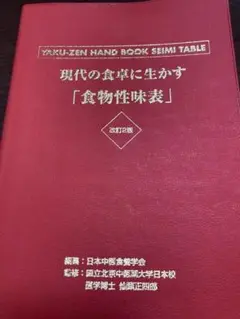 YAKU-ZEN HAND BOOK SEIMI TABLE
現代の食卓に生かす
「食物性味表」
改訂2版
編著：日本中医食養学会
監修：国立北京中医薬大学日本校
医学博士 仙頭正四郎